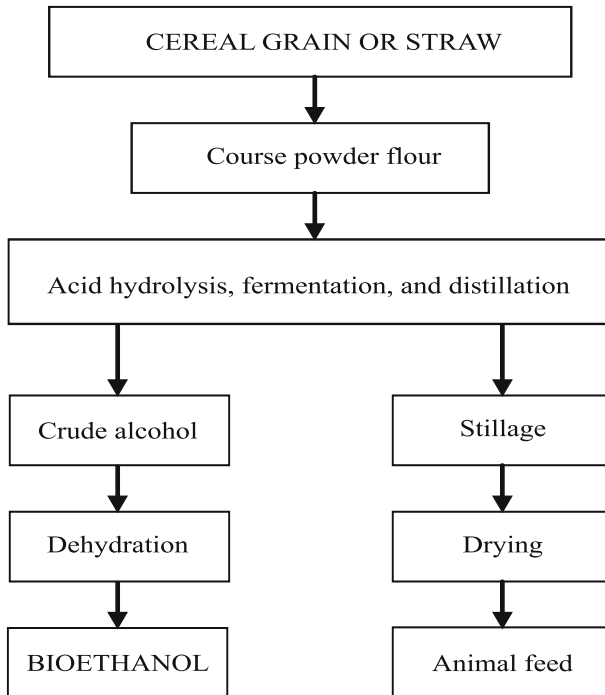 CEREAL GRAIN OR STRAW
Course powder flour
Acid hydrolysis, fermentation, and distillation
Crude alcohol
Stillage
Dehydration
Drying
BIOETHANOL
Animal feed